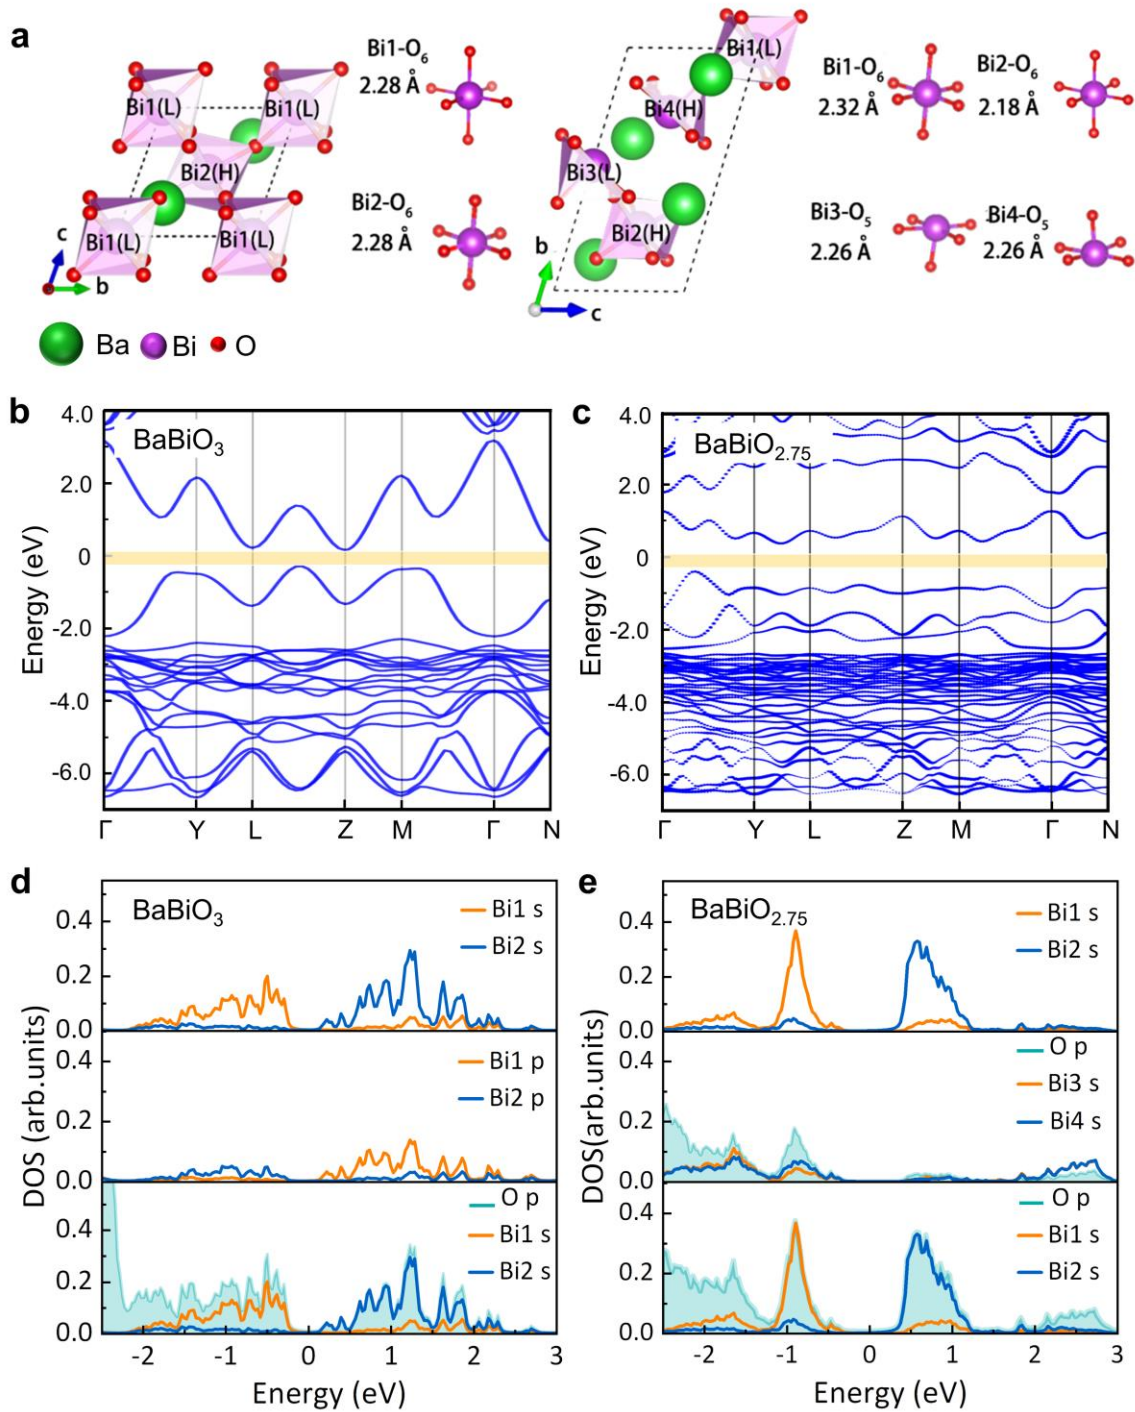 a
Bi1(L)
Bi1(L)
Bi2(H)
Bi1(L)
Bi1(L)
c
b
Bi1-O6
2.28 Å
Bi2-O6
2.28 Å
Bi1(L)
Bi4(H)
Bi3(L)
Bi2(H)
b
c
Bi1-O6
2.32 Å
Bi2-O6
2.18 Å
Bi3-O5
2.26 Å
Bi4-O5
2.26 Å
Ba Bi O
b
BaBiO3
Energy (eV)
4.0
2.0
0
-2.0
-4.0
-6.0
Γ Y L Z M Γ N
c
BaBiO2.75
Energy (eV)
4.0
2.0
0
-2.0
-4.0
-6.0
Γ Y L Z M Γ N
d
BaBiO3
DOS(arb.units)
Bi1 s
Bi2 s
0.4
0.2
0.0
Bi1 p
Bi2 p
0.4
0.2
0.0
O p
Bi1 s
Bi2 s
0.4
0.2
0.0
-2 -1 0 1 2 3
Energy (eV)
e
BaBiO2.75
DOS(arb.units)
Bi1 s
Bi2 s
0.4
0.2
0.0
O p
Bi3 s
Bi4 s
0.4
0.2
0.0
O p
Bi1 s
Bi2 s
0.4
0.2
0.0
-2 -1 0 1 2 3
Energy (eV)